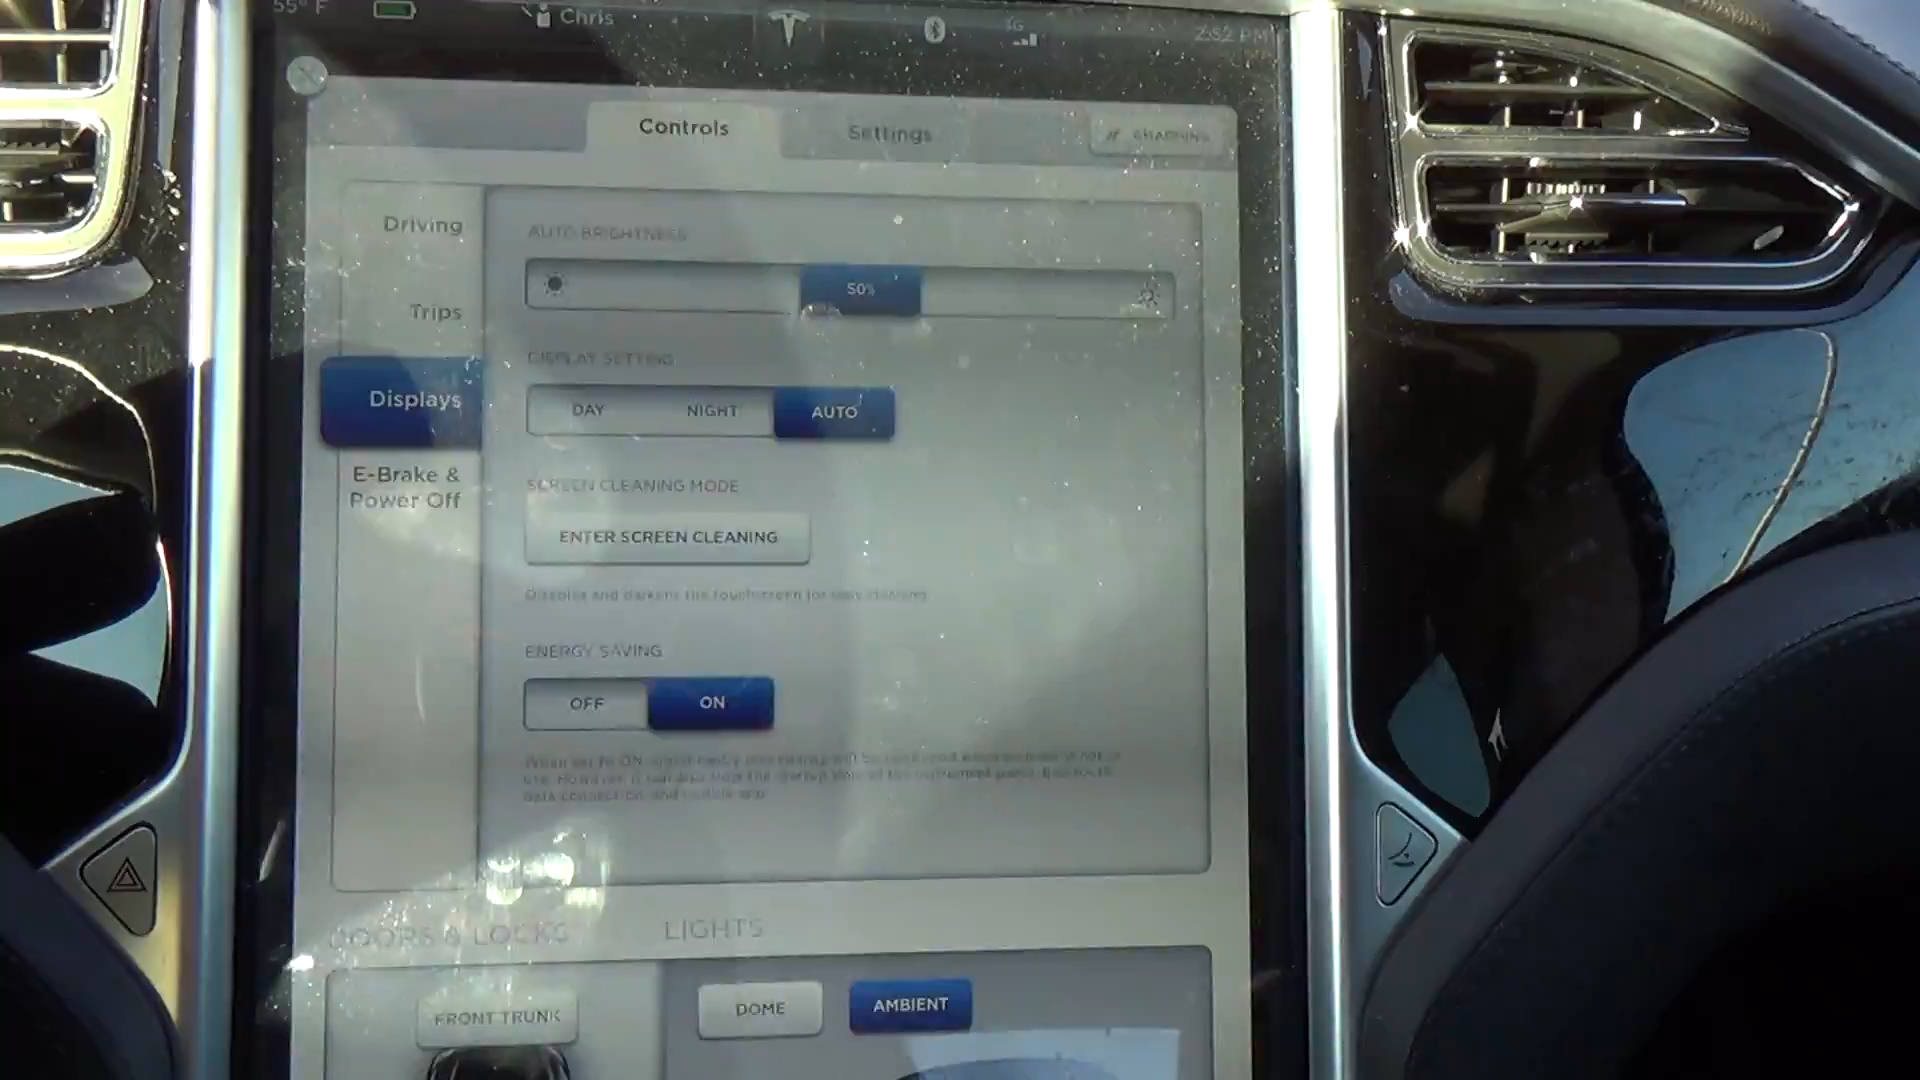 55° F
Chris
3G
2:52 PM
Controls
Settings
CHARGING
Driving
Trips
Displays
E-Brake &
Power Off
AUTO BRIGHTNESS
50%
DISPLAY SETTING
DAY
NIGHT
AUTO
SCREEN CLEANING MODE
ENTER SCREEN CLEANING
Disables and darkens the touchscreen for easy cleaning.
ENERGY SAVING
OFF
ON
DOORS & LOCKS
LIGHTS
FRONT TRUNK
DOME
AMBIENT